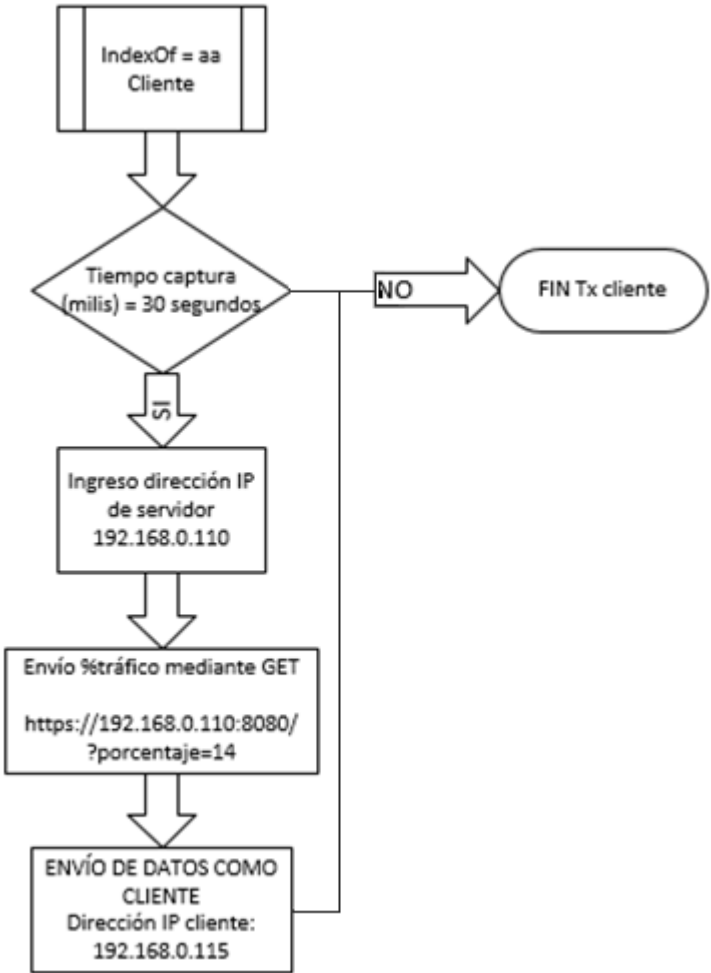 IndexOf = aa
Cliente
Tiempo captura
(milis) = 30 segundos
NO
FIN Tx cliente
SI
Ingreso dirección IP
de servidor
192.168.0.110
Envío %tráfico mediante GET
https://192.168.0.110:8080/
?porcentaje=14
ENVÍO DE DATOS COMO
CLIENTE
Dirección IP cliente:
192.168.0.115